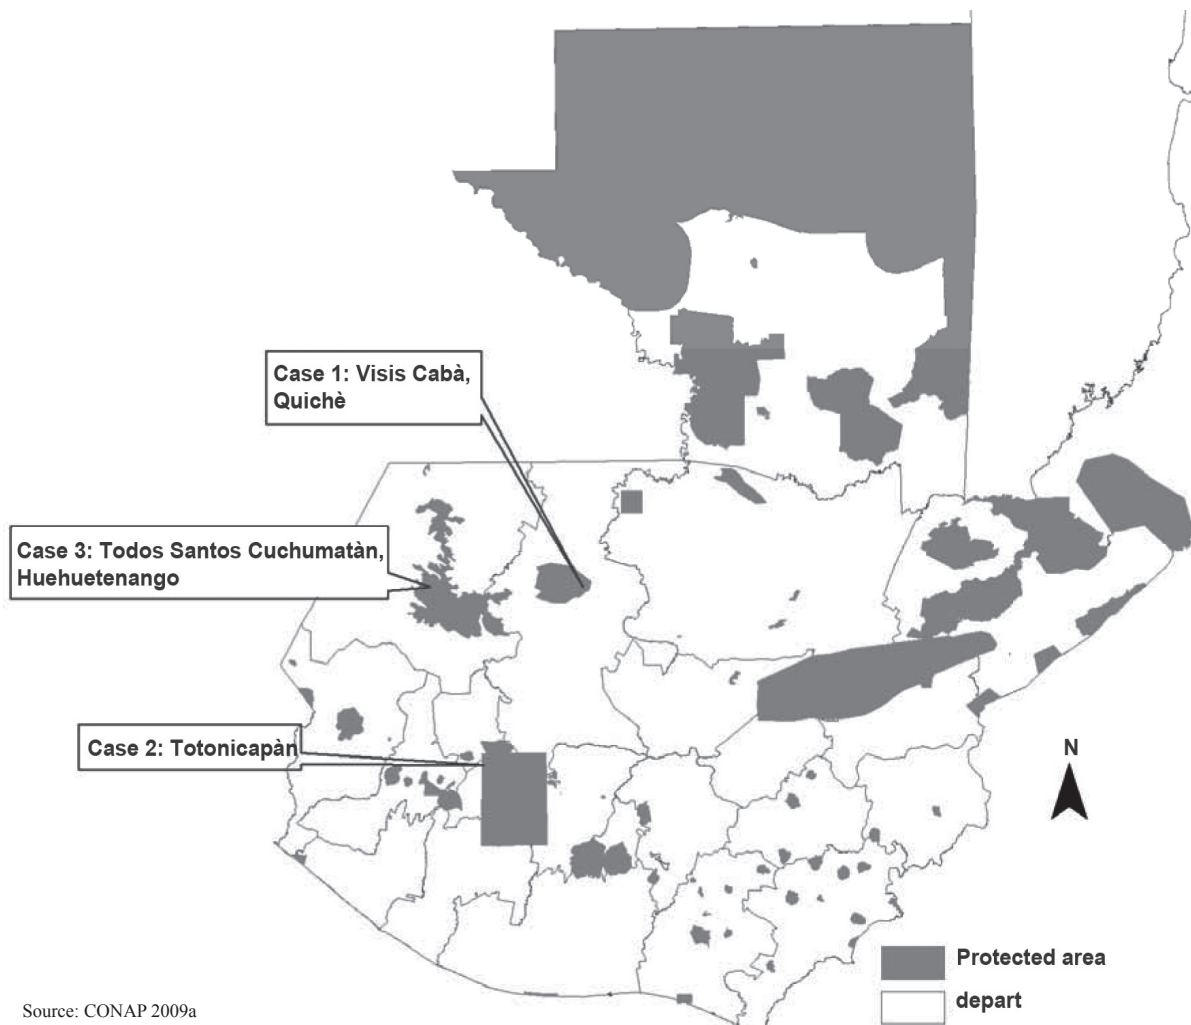 Case 1: Visis Cabà,
Quichè
Case 3: Todos Santos Cuchumatàn,
Huehuetenango
Case 2: Totonicapàn
N
Protected area
depart
Source: CONAP 2009a